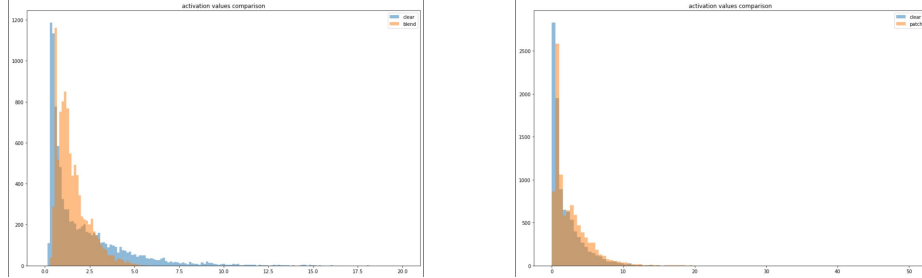 activation values comparison
clear
blend
1200
1000
800
600
400
200
0
0.0 2.5 5.0 7.5 10.0 12.5 15.0 17.5 20.0
activation values comparison
clear
patch
2500
2000
1500
1000
500
0
0 10 20 30 40 50